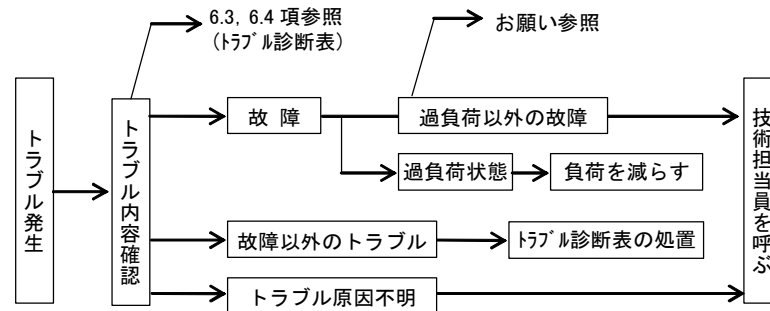 6.3, 6.4 項参照
(ﾄﾗﾌﾞﾙ診断表)
お願い参照
トラブル発生
トラブル内容確認
故 障
過負荷以外の故障
技術担当員を呼ぶ
過負荷状態
負荷を減らす
故障以外のトラブル
ﾄﾗﾌﾞﾙ診断表の処置
トラブル原因不明